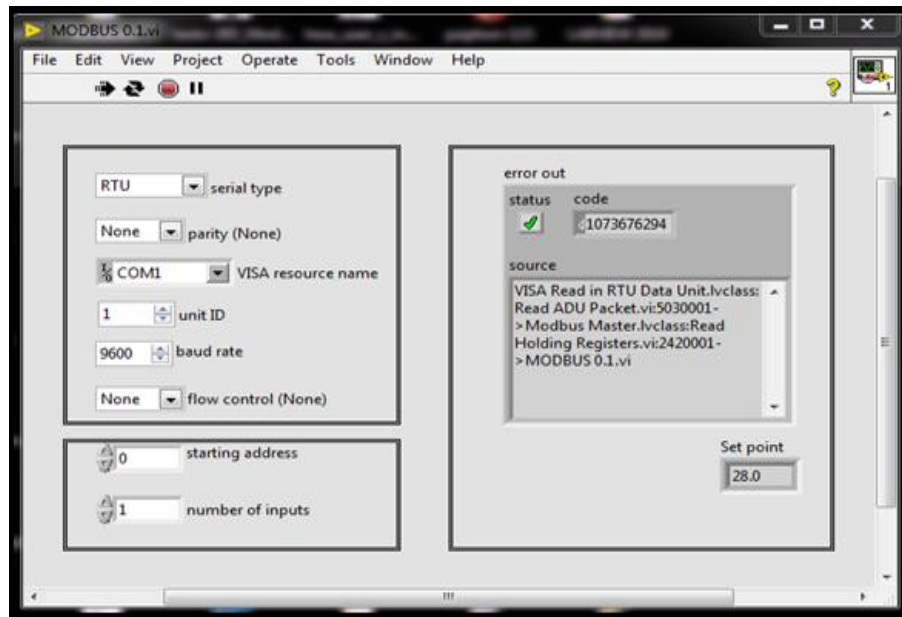 MODBUS 0.1.vi
File Edit View Project Operate Tools Window Help
1
RTU serial type
None parity (None)
COM1 VISA resource name
1 unit ID
9600 baud rate
None flow control (None)
0 starting address
1 number of inputs
error out
status code
1073676294
source
VISA Read in RTU Data Unit.lvclass:
Read ADU Packet.vi:5030001-
>Modbus Master.lvclass:Read
Holding Registers.vi:2420001-
>MODBUS 0.1.vi
Set point
28.0